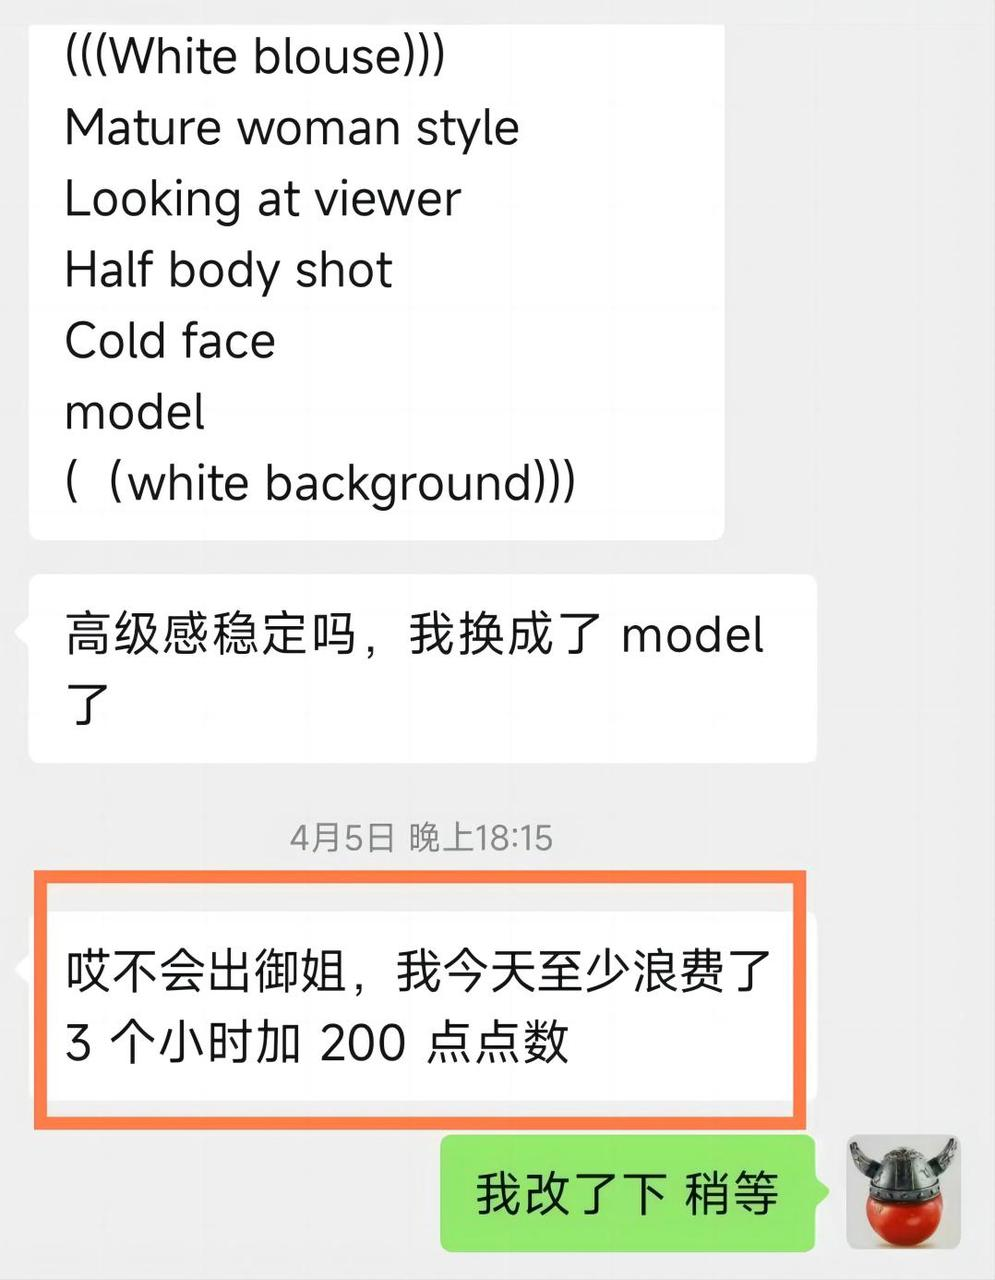 (((White blouse)))
Mature woman style
Looking at viewer
Half body shot
Cold face
model
(（white background)))
高级感稳定吗，我换成了 model
了
4月5日 晚上18:15
哎不会出御姐，我今天至少浪费了
3 个小时加 200 点点数
我改了下 稍等